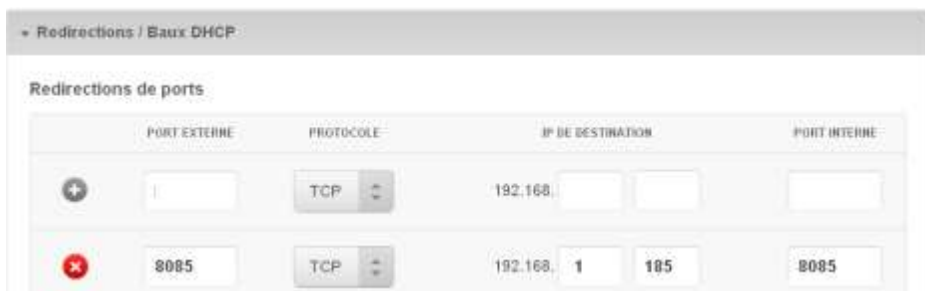 Redirections / Baux DHCP
Redirections de ports
PORT EXTERNE PROTOCOLE IP DE DESTINATION PORT INTERNE
TCP 192.168.
8085 TCP 192.168. 1 185 8085